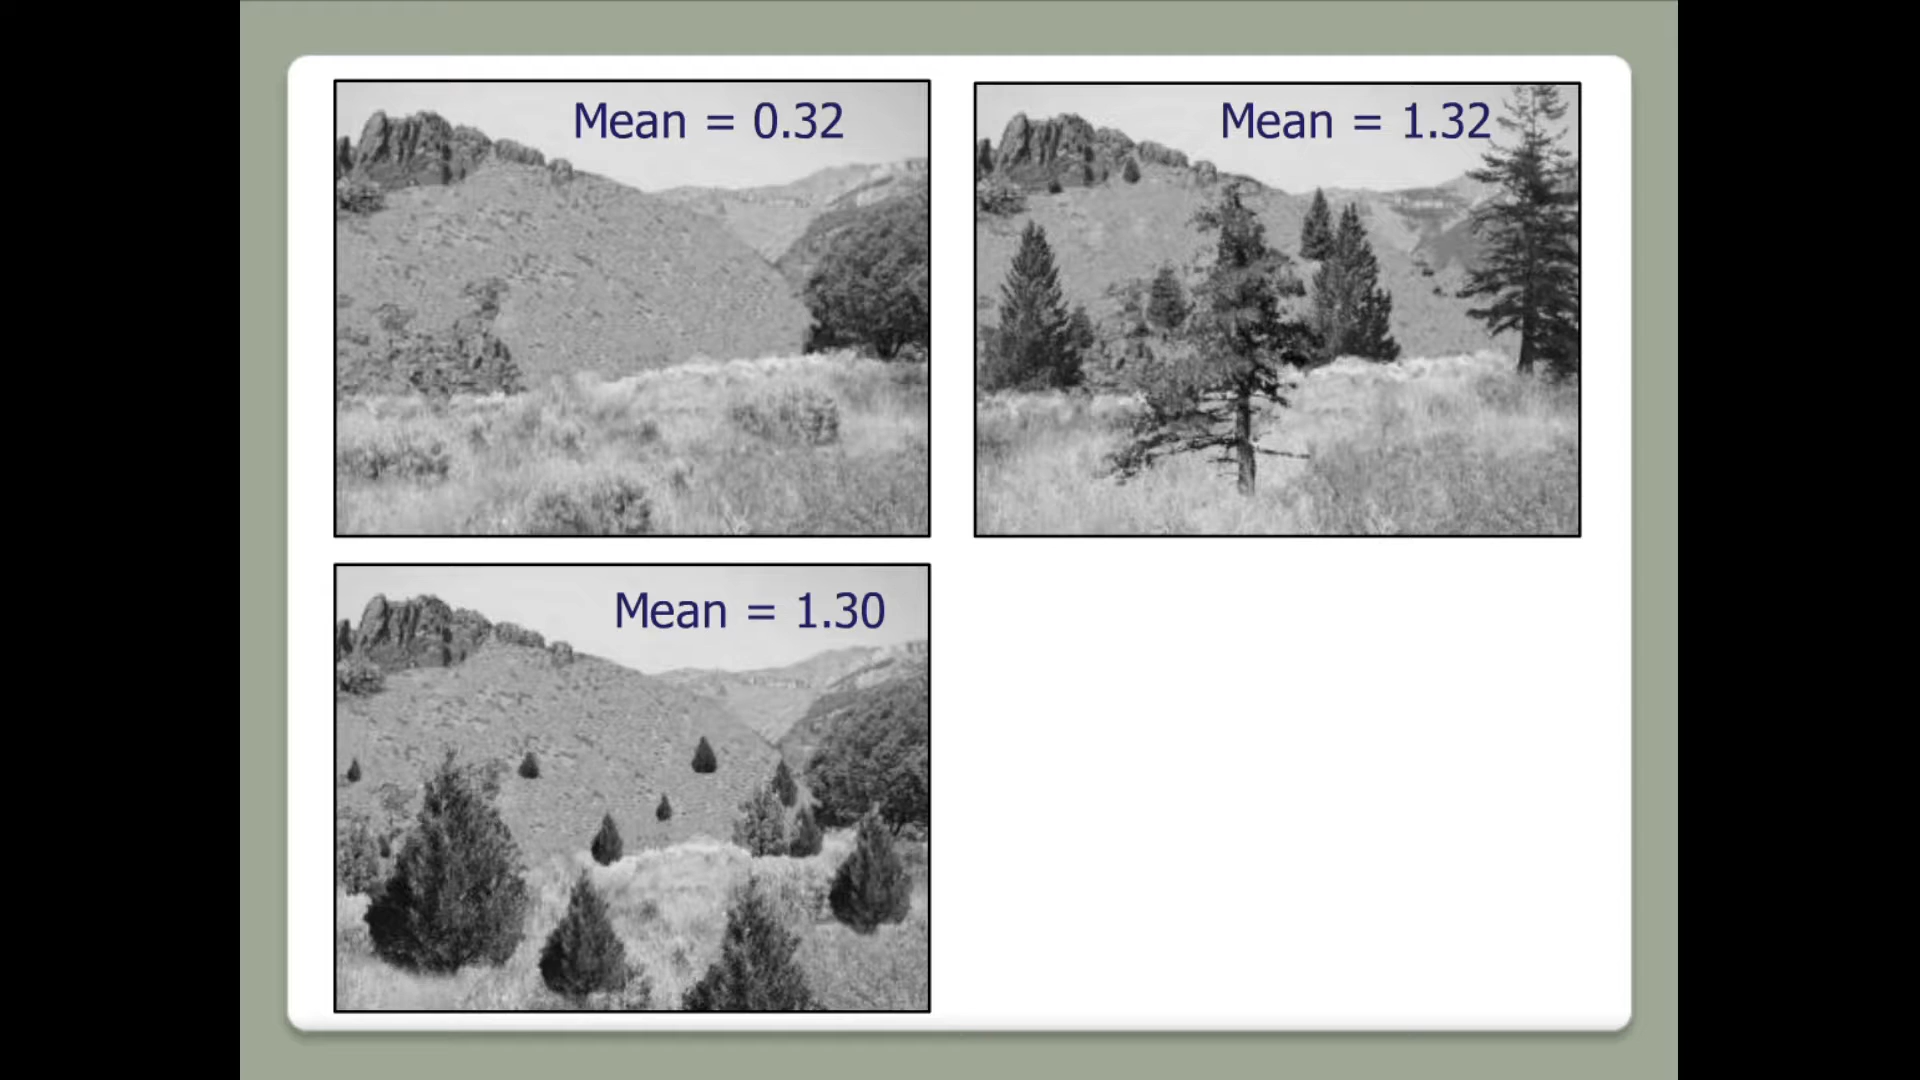 Mean = 0.32
Mean = 1.32
Mean = 1.30